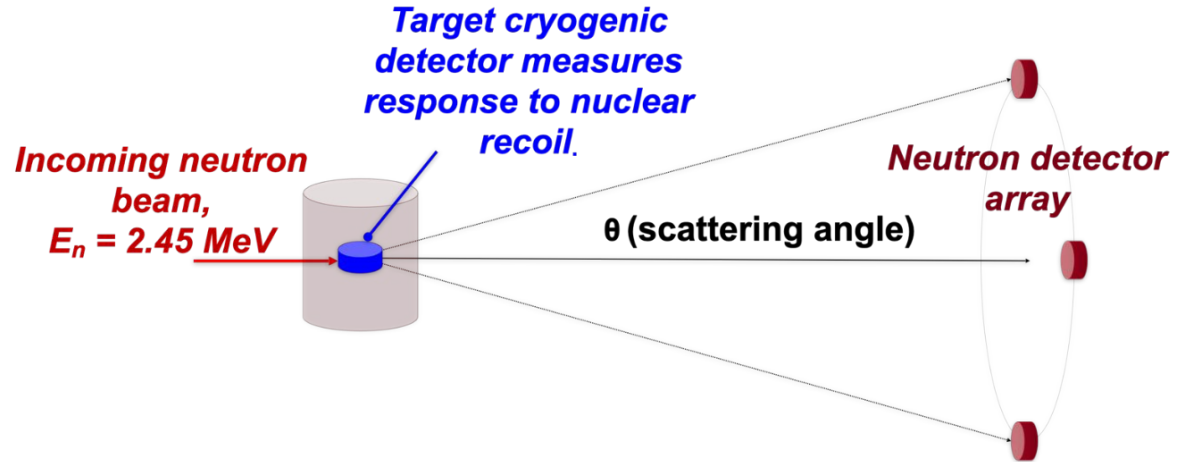 Target cryogenic
detector measures
response to nuclear
recoil.
Incoming neutron
beam,
E_n = 2.45 MeV
θ (scattering angle)
Neutron detector
array